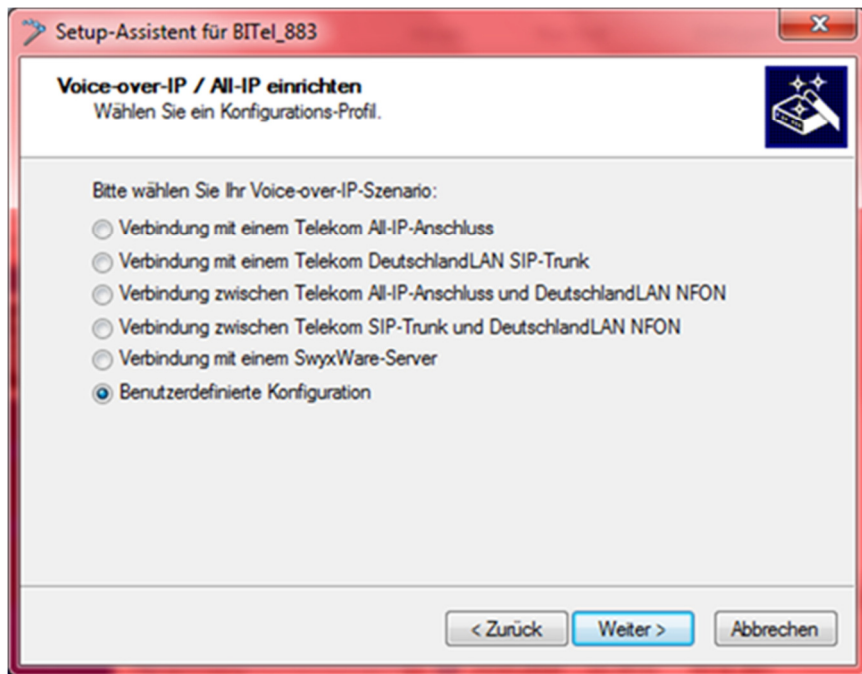 Setup-Assistent für BITel_883
Voice-over-IP / All-IP einrichten
Wählen Sie ein Konfigurations-Profil.
Bitte wählen Sie Ihr Voice-over-IP-Szenario:
Verbindung mit einem Telekom All-IP-Anschluss
Verbindung mit einem Telekom DeutschlandLAN SIP-Trunk
Verbindung zwischen Telekom All-IP-Anschluss und DeutschlandLAN NFON
Verbindung zwischen Telekom SIP-Trunk und DeutschlandLAN NFON
Verbindung mit einem SwyxWare-Server
Benutzerdefinierte Konfiguration
< Zurück Weiter > Abbrechen